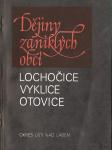 Dějiny
zaniklých
obcí
LOCHOČICE
VYKLICE
OTOVICE
OKRES ÚSTÍ NAD LABEM